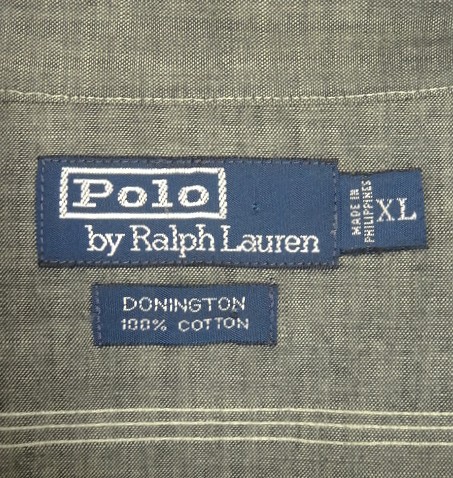 Polo
by Ralph Lauren
MADE IN
PHILIPPINES
XL
DONINGTON
100% COTTON